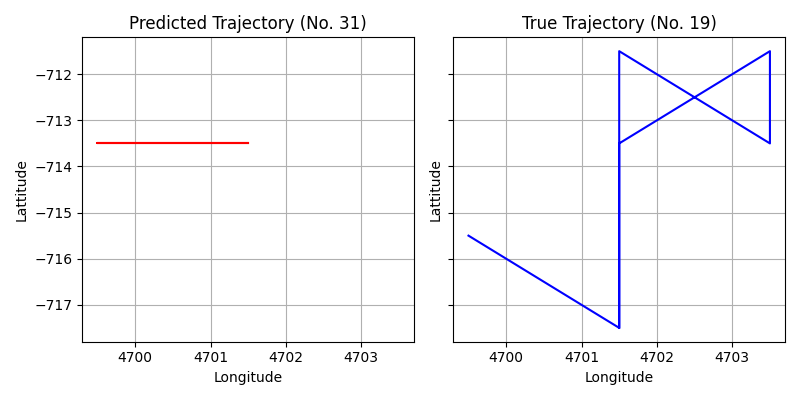 Predicted Trajectory (No. 31)
True Trajectory (No. 19)
Lattitude
−712
−713
−714
−715
−716
−717
4700
4701
4702
4703
Longitude
Lattitude
4700
4701
4702
4703
Longitude